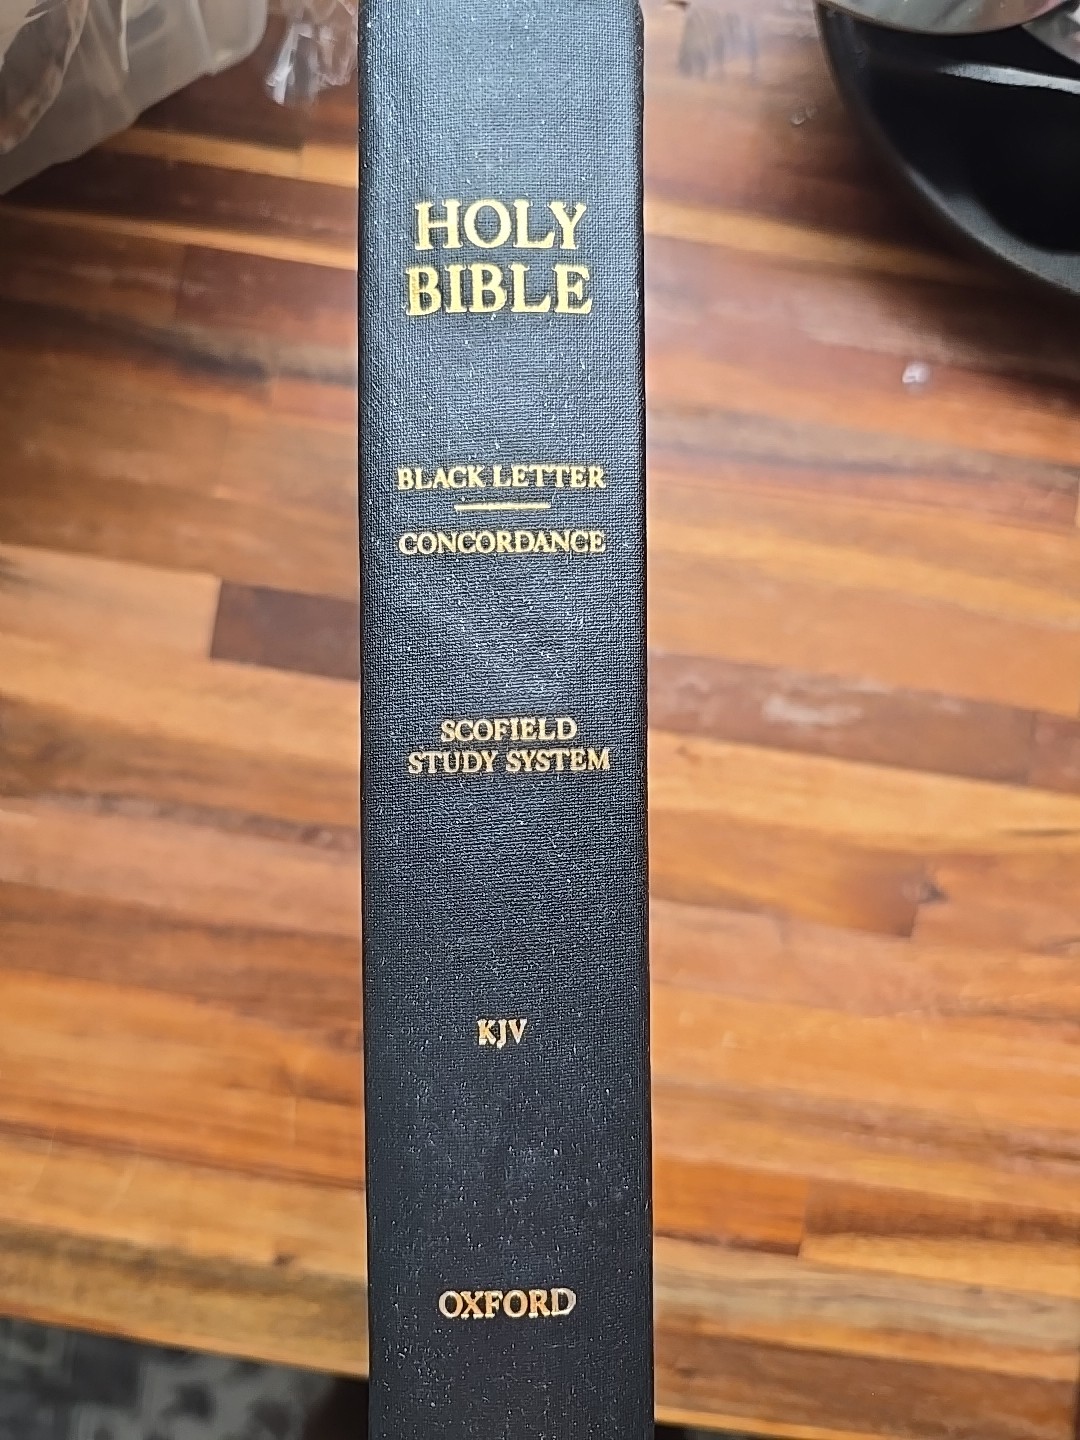 HOLY
BIBLE
BLACK LETTER
CONCORDANCE
SCOFIELD
STUDY SYSTEM
KJV
OXFORD